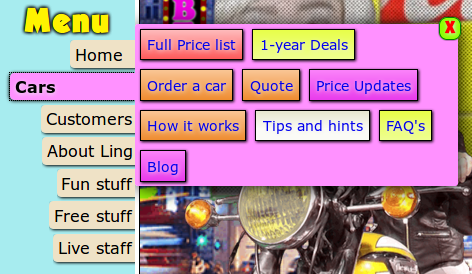 Menu
Home
Cars
Customers
About Ling
Fun stuff
Free stuff
Live staff
B
X
Full Price list
1-year Deals
Order a car
Quote
Price Updates
How it works
Tips and hints
FAQ's
Blog